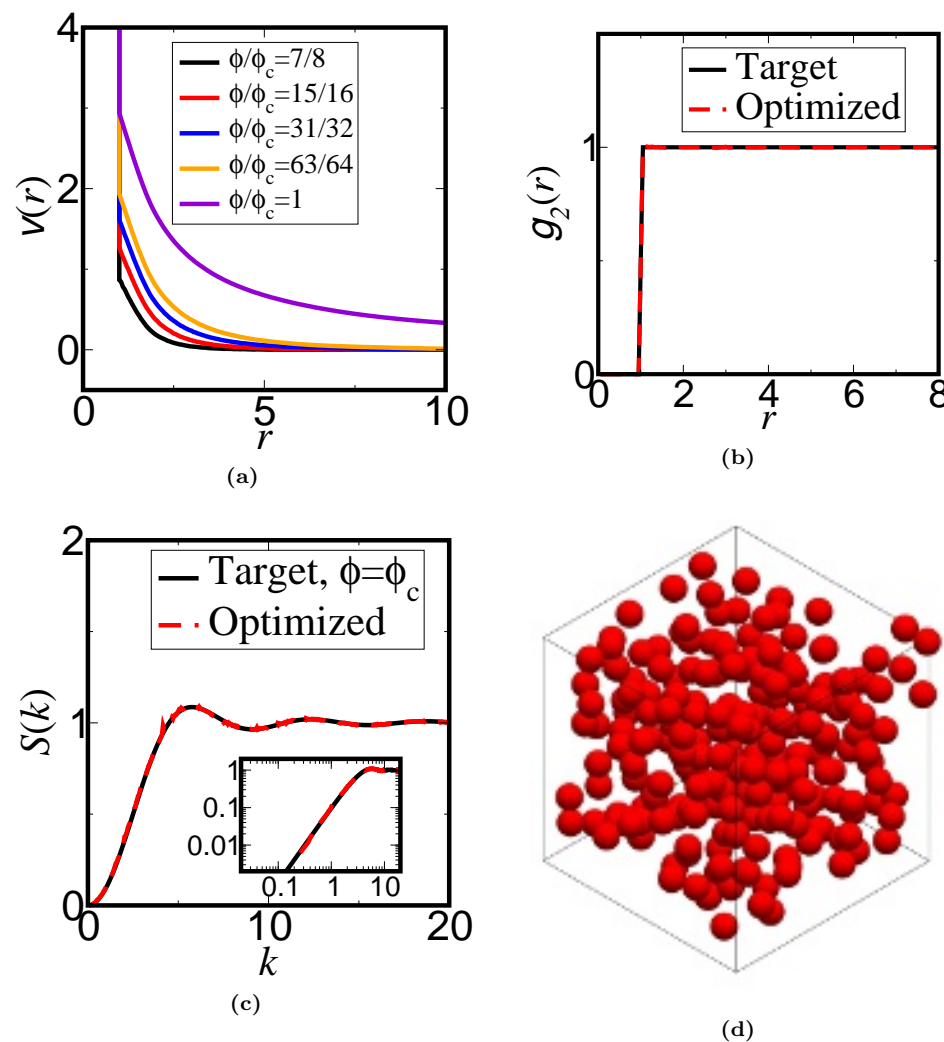 4
2
0
v(r)
ϕ/ϕc=7/8
ϕ/ϕc=15/16
ϕ/ϕc=31/32
ϕ/ϕc=63/64
ϕ/ϕc=1
0 5 10
r
(a)
1
0
g2(r)
Target
Optimized
0 2 4 6 8
r
(b)
2
1
0
S(k)
Target, ϕ=ϕc
Optimized
1
0.1
0.01
0.1 1 10
0 10 20
k
(c)
(d)